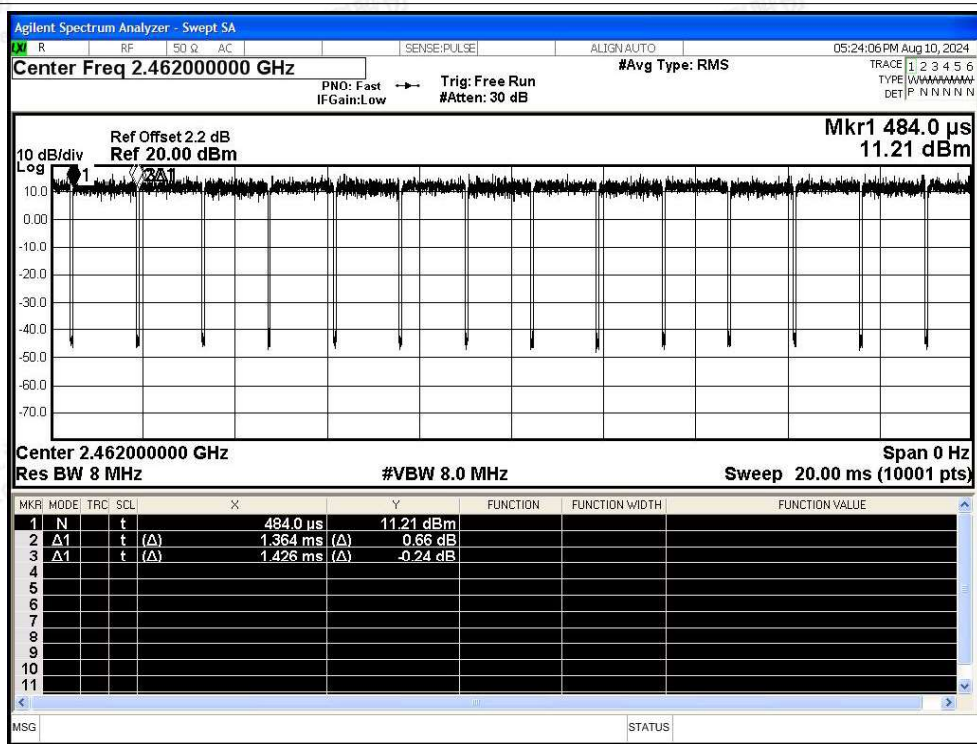 Agilent Spectrum Analyzer - Swept SA
LXI R RF 50 Ω AC SENSE:PULSE ALIGN AUTO 05:24:06 PM Aug 10, 2024
Center Freq 2.462000000 GHz #Avg Type: RMS TRACE 1 2 3 4 5 6
PNO: Fast Trig: Free Run TYPE WWWWWW
IFGain:Low #Atten: 30 dB DET P N N N N N
Mkr1 484.0 µs
11.21 dBm
Ref Offset 2.2 dB
10 dB/div Ref 20.00 dBm
Log
1 2Δ1
10.0
0.00
-10.0
-20.0
-30.0
-40.0
-50.0
-60.0
-70.0
Center 2.462000000 GHz Span 0 Hz
Res BW 8 MHz #VBW 8.0 MHz Sweep 20.00 ms (10001 pts)
MKR MODE TRC SCL X Y FUNCTION FUNCTION WIDTH FUNCTION VALUE
1 N t 484.0 µs 11.21 dBm
2 Δ1 t (Δ) 1.364 ms (Δ) 0.66 dB
3 Δ1 t (Δ) 1.426 ms (Δ) -0.24 dB
4
5
6
7
8
9
10
11
MSG STATUS